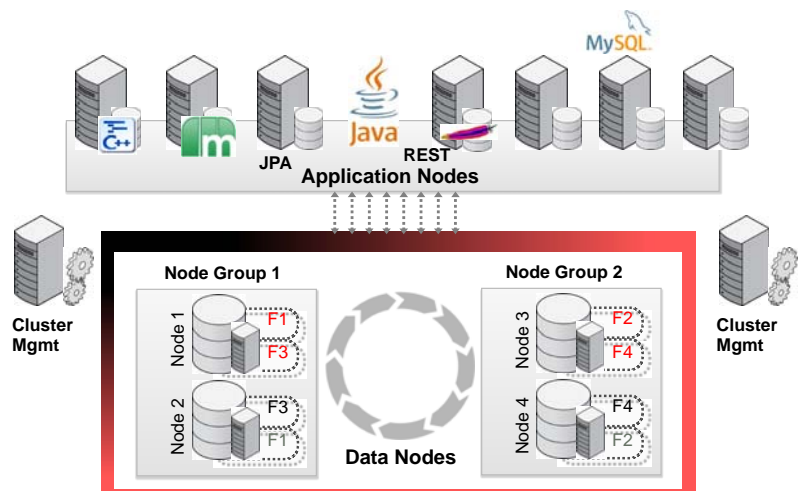 MySQL
C++
m
Java
JPA
REST
Application Nodes
Node Group 1
Node Group 2
Cluster
Mgmt
Cluster
Mgmt
Node 1
F1
F3
Node 2
F3
F1
Node 3
F2
F4
Node 4
F4
F2
Data Nodes